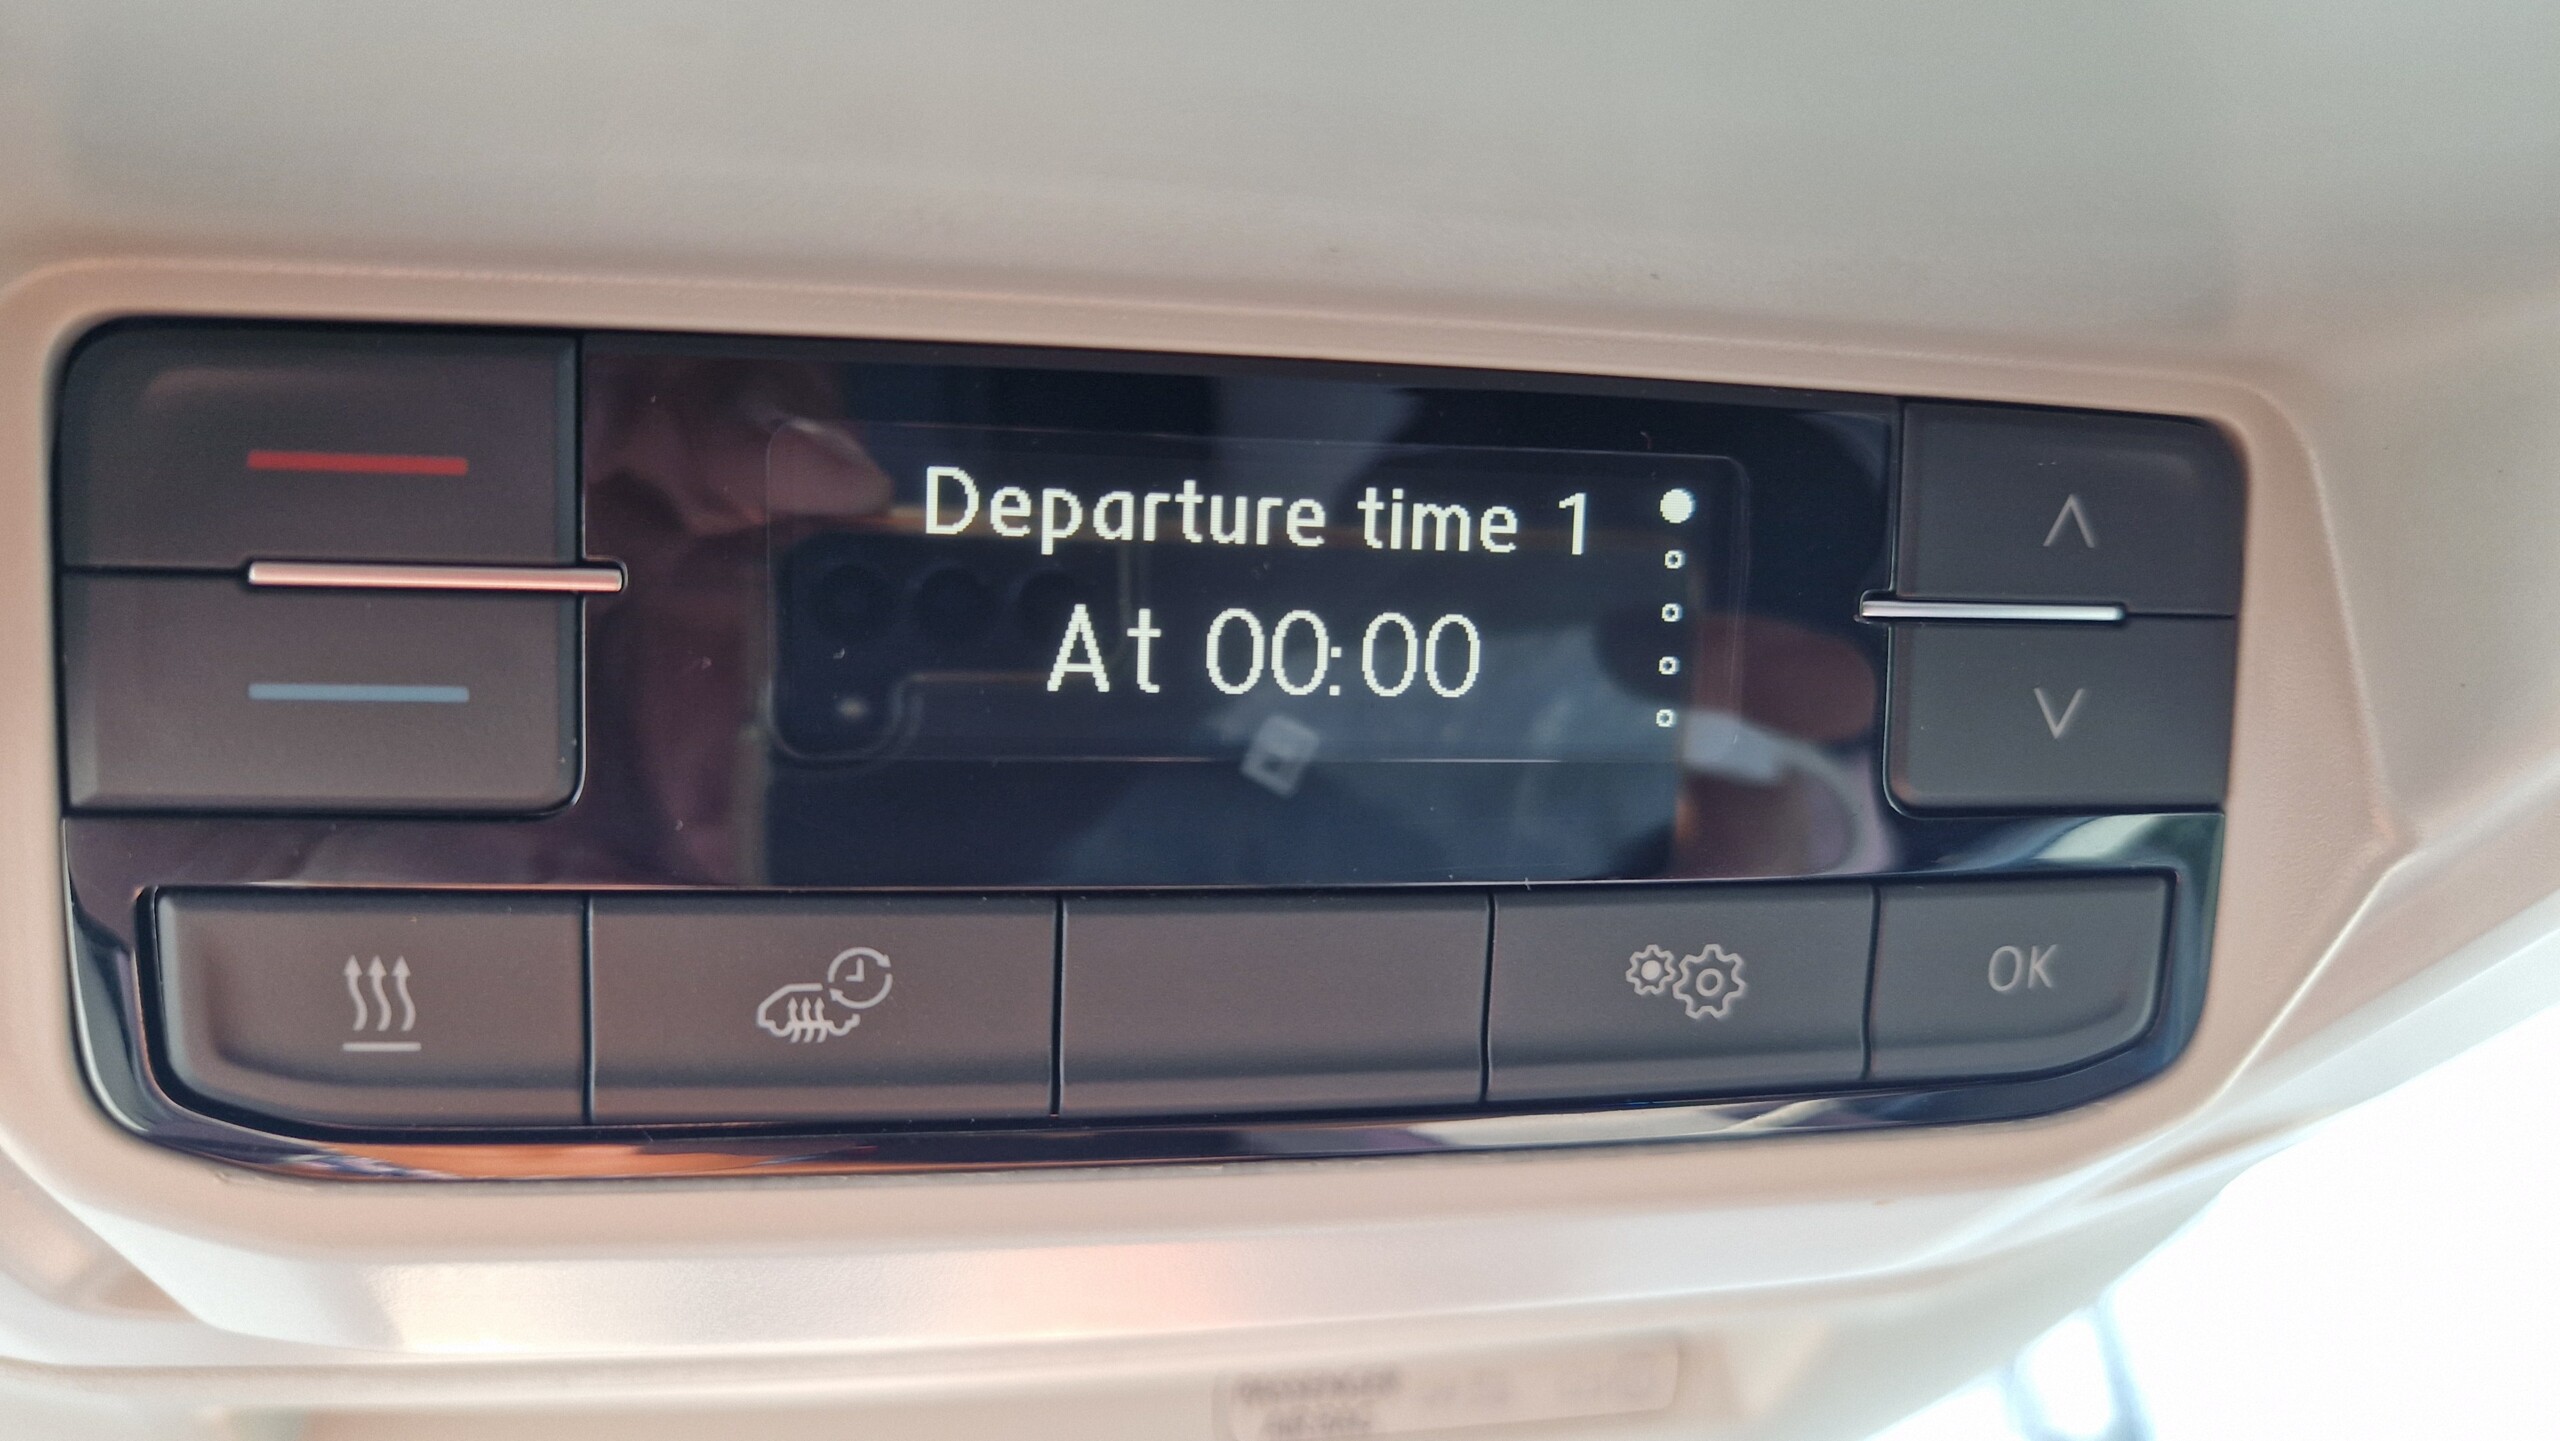 Departure time 1
At 00:00
OK